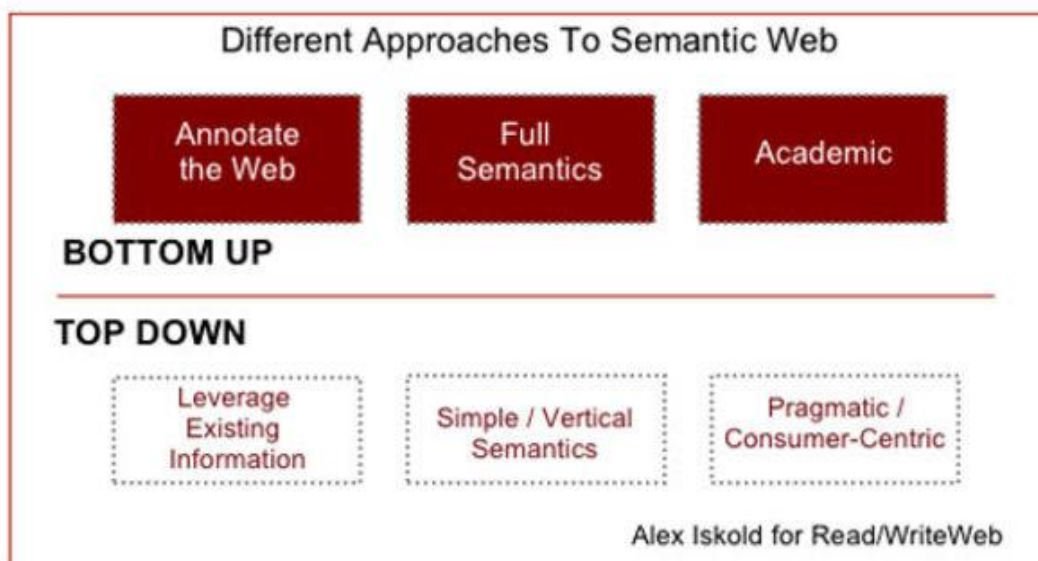 Different Approaches To Semantic Web
Annotate
the Web
Full
Semantics
Academic
BOTTOM UP
TOP DOWN
Leverage
Existing
Information
Simple / Vertical
Semantics
Pragmatic /
Consumer-Centric
Alex Iskold for Read/WriteWeb